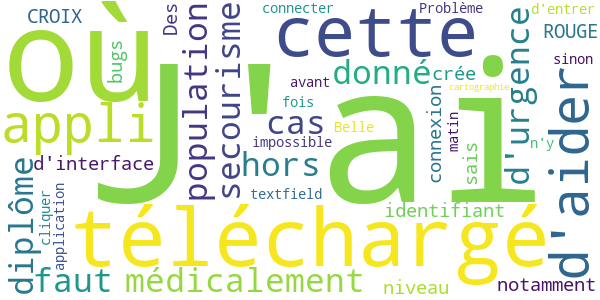 CROIX
où
bugs
Des
population
secourisme
connecter
cette
Problème
d'entrer
ROUGE
sinon
d'urgence
d'aider
donné
crée
avant
cartographie
J'ai
fois
appli
cas
Belle
impossible
connexion
matin
sais
n'y
d'interface
hors
textfield
identifiant
diplôme
cliquer
application
téléchargé
faut
médicalement
niveau
notamment